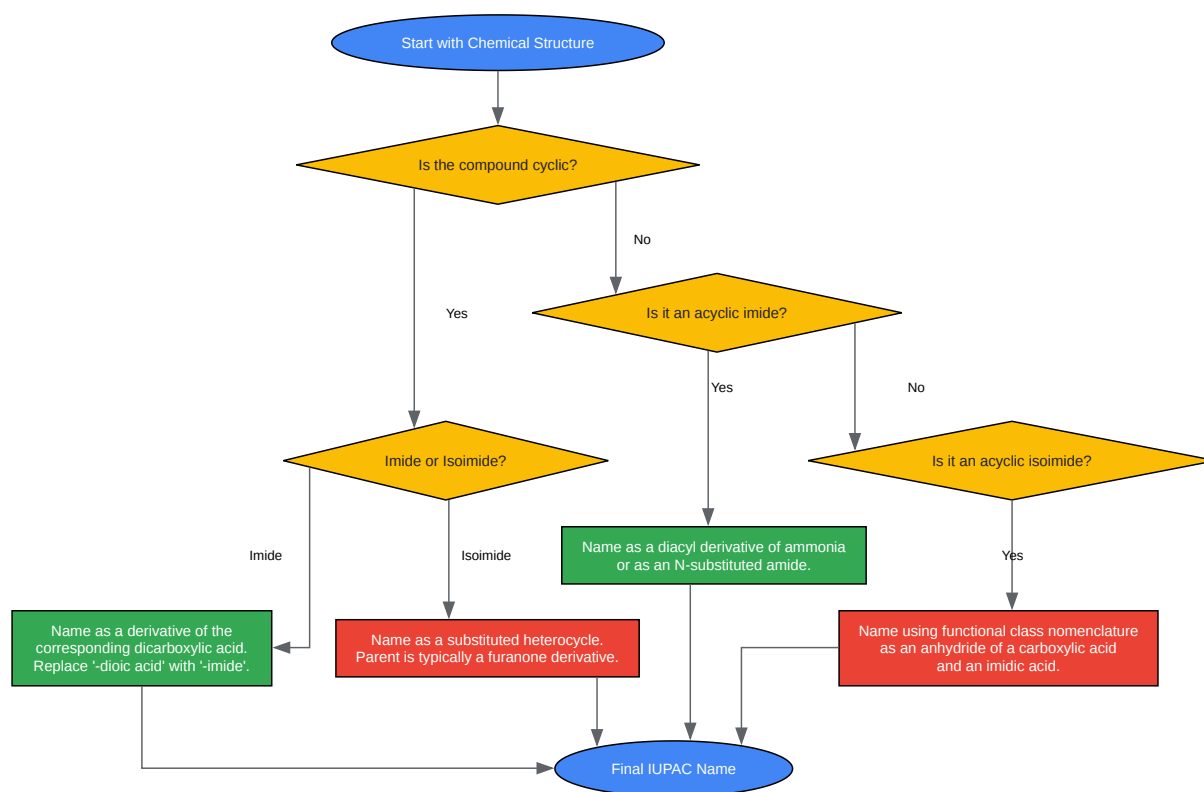 Start with Chemical Structure
Is the compound cyclic?
No
Yes
Is it an acyclic imide?
Yes
No
Imide or Isoimide?
Is it an acyclic isoimide?
Imide
Isoimide
Name as a diacyl derivative of ammonia
or as an N-substituted amide.
Yes
Name as a derivative of the
corresponding dicarboxylic acid.
Replace '-dioic acid' with '-imide'.
Name as a substituted heterocycle.
Parent is typically a furanone derivative.
Name using functional class nomenclature
as an anhydride of a carboxylic acid
and an imidic acid.
Final IUPAC Name